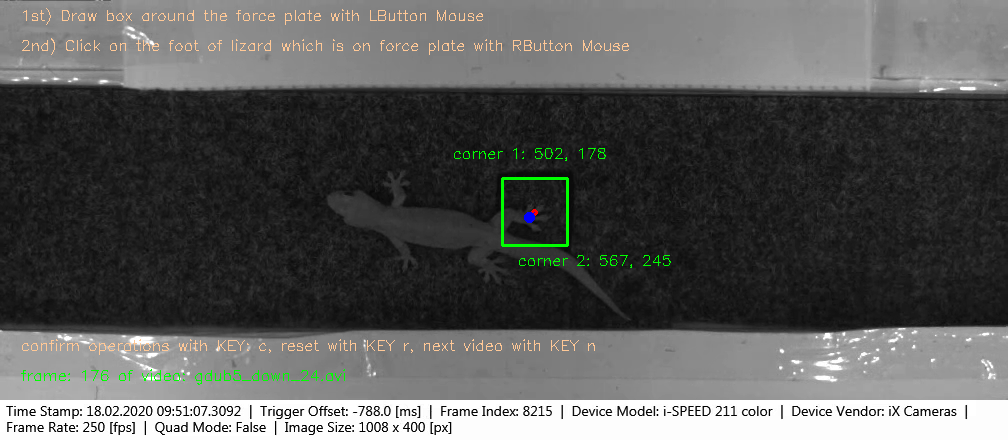 1st) Draw box around the force plate with LButton Mouse
2nd) Click on the foot of lizard which is on force plate with RButton Mouse
corner 1: 502, 178
corner 2: 567, 245
confirm operations with KEY: c, reset with KEY r, next video with KEY n
frame: 178 of video:
Time Stamp: 18.02.2020 09:51:07.3092 | Trigger Offset: -788.0 [ms] | Frame Index: 8215 | Device Model: i-SPEED 211 color | Device Vendor: iX Cameras |
Frame Rate: 250 [fps] | Quad Mode: False | Image Size: 1008 x 400 [px]